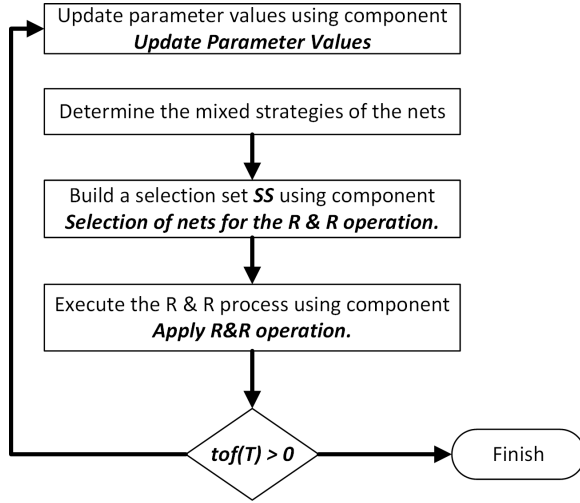 Update parameter values using component
Update Parameter Values
Determine the mixed strategies of the nets
Build a selection set SS using component
Selection of nets for the R & R operation.
Execute the R & R process using component
Apply R&R operation.
tof(T) > 0
Finish